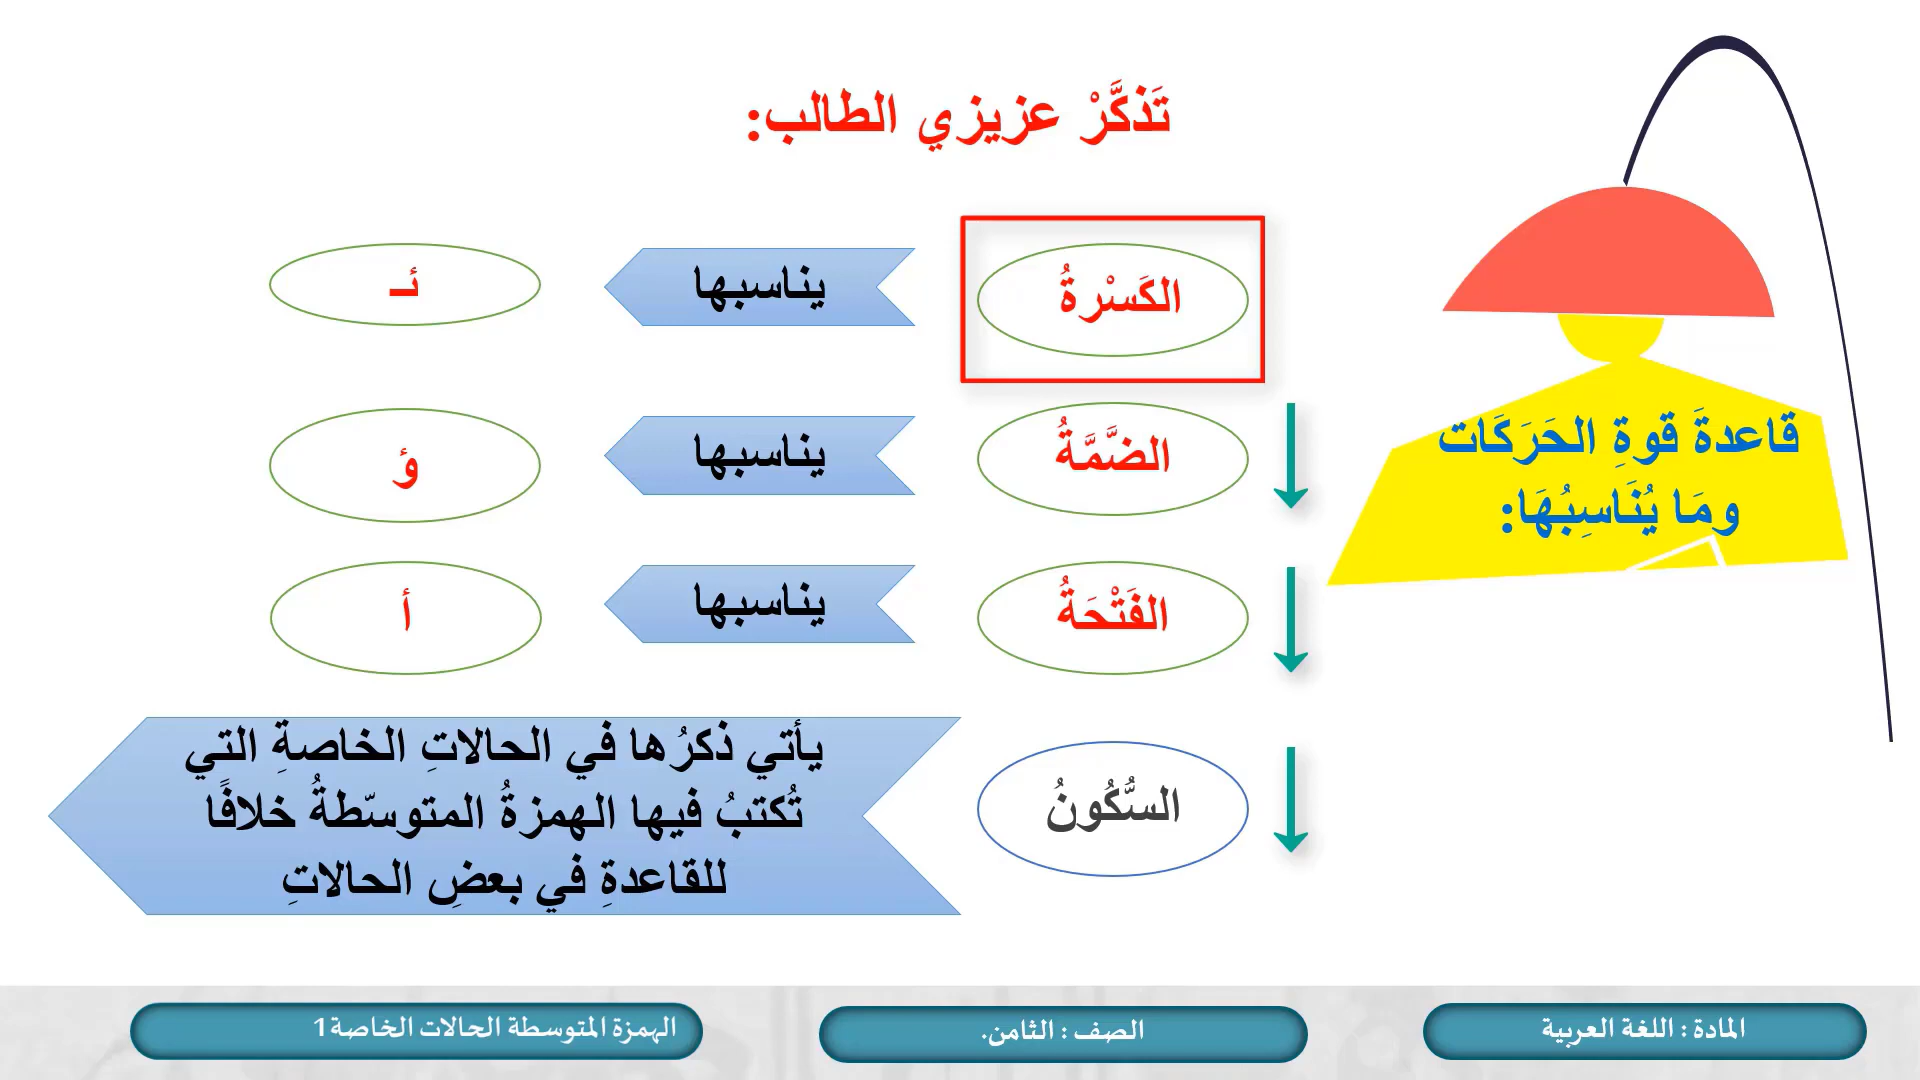 تَذكَّرْ عزيزي الطالب:
قاعدةَ قوةِ الحَرَكَات
ومَا يُنَاسِبُهَا:
الكَسْرةُ
يناسبها
ئـ
الضَّمَّةُ
يناسبها
ؤ
الفَتْحَةُ
يناسبها
أ
السُّكُونُ
يأتي ذكرُها في الحالاتِ الخاصةِ التي
تُكتبُ فيها الهمزةُ المتوسّطةُ خلافًا
للقاعدةِ في بعضِ الحالاتِ
المادة : اللغة العربية
الصف : الثامن.
الهمزة المتوسطة الحالات الخاصة1